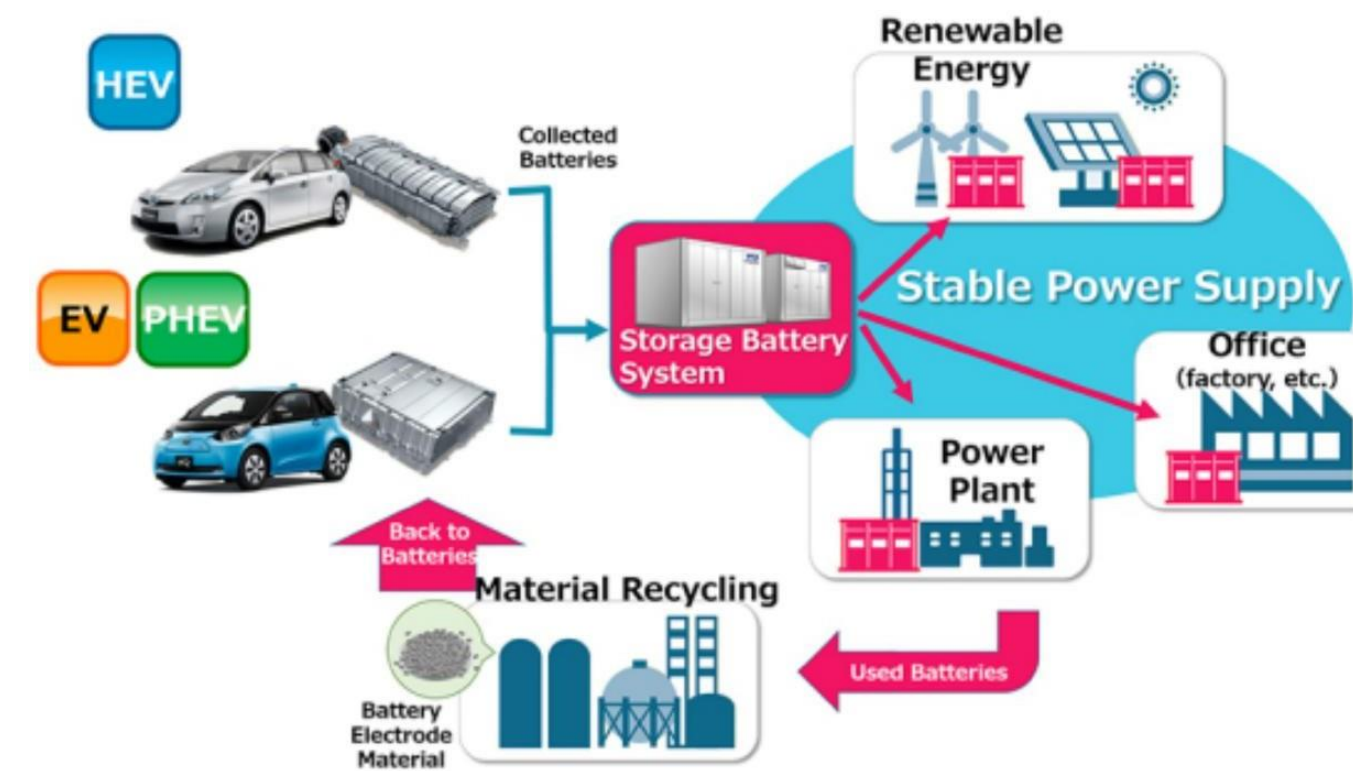 HEV
Collected
Batteries
EV
PHEV
Storage Battery
System
Renewable
Energy
Stable Power Supply
Office
(factory, etc.)
Power
Plant
Used Batteries
Material Recycling
Back to
Batteries
Battery
Electrode
Material